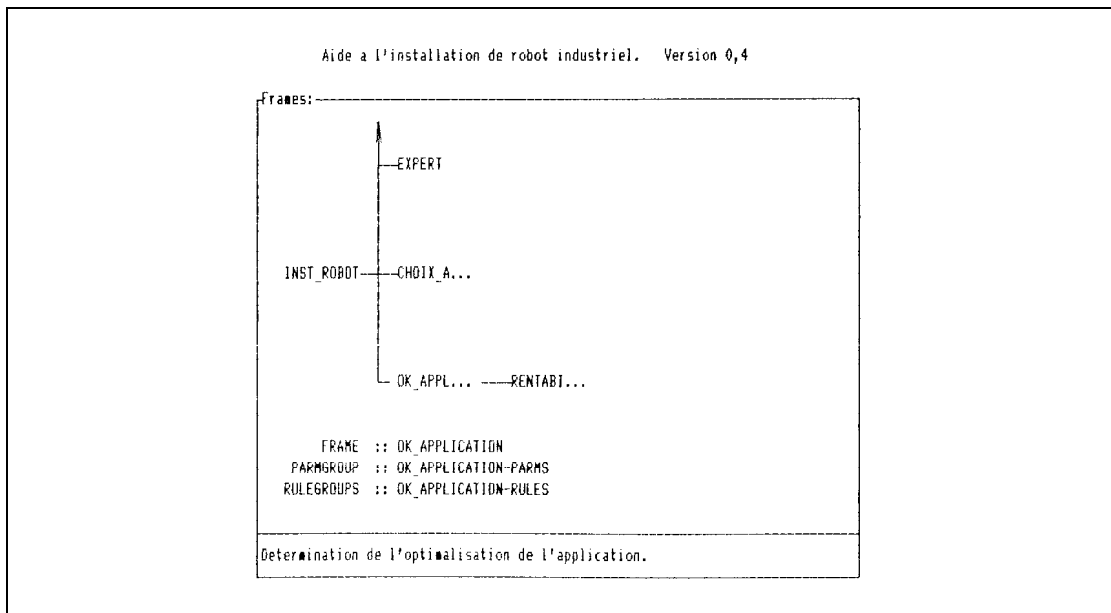 Aide a l'installation de robot industriel. Version 0,4
Frames:
EXPERT
INST_ROBOT CHOIX_A...
OK_APPL... RENTABI...
FRAME :: OK_APPLICATION
PARMGROUP :: OK_APPLICATION-PARMS
RULEGROUPS :: OK_APPLICATION-RULES
Determination de l'optimalisation de l'application.